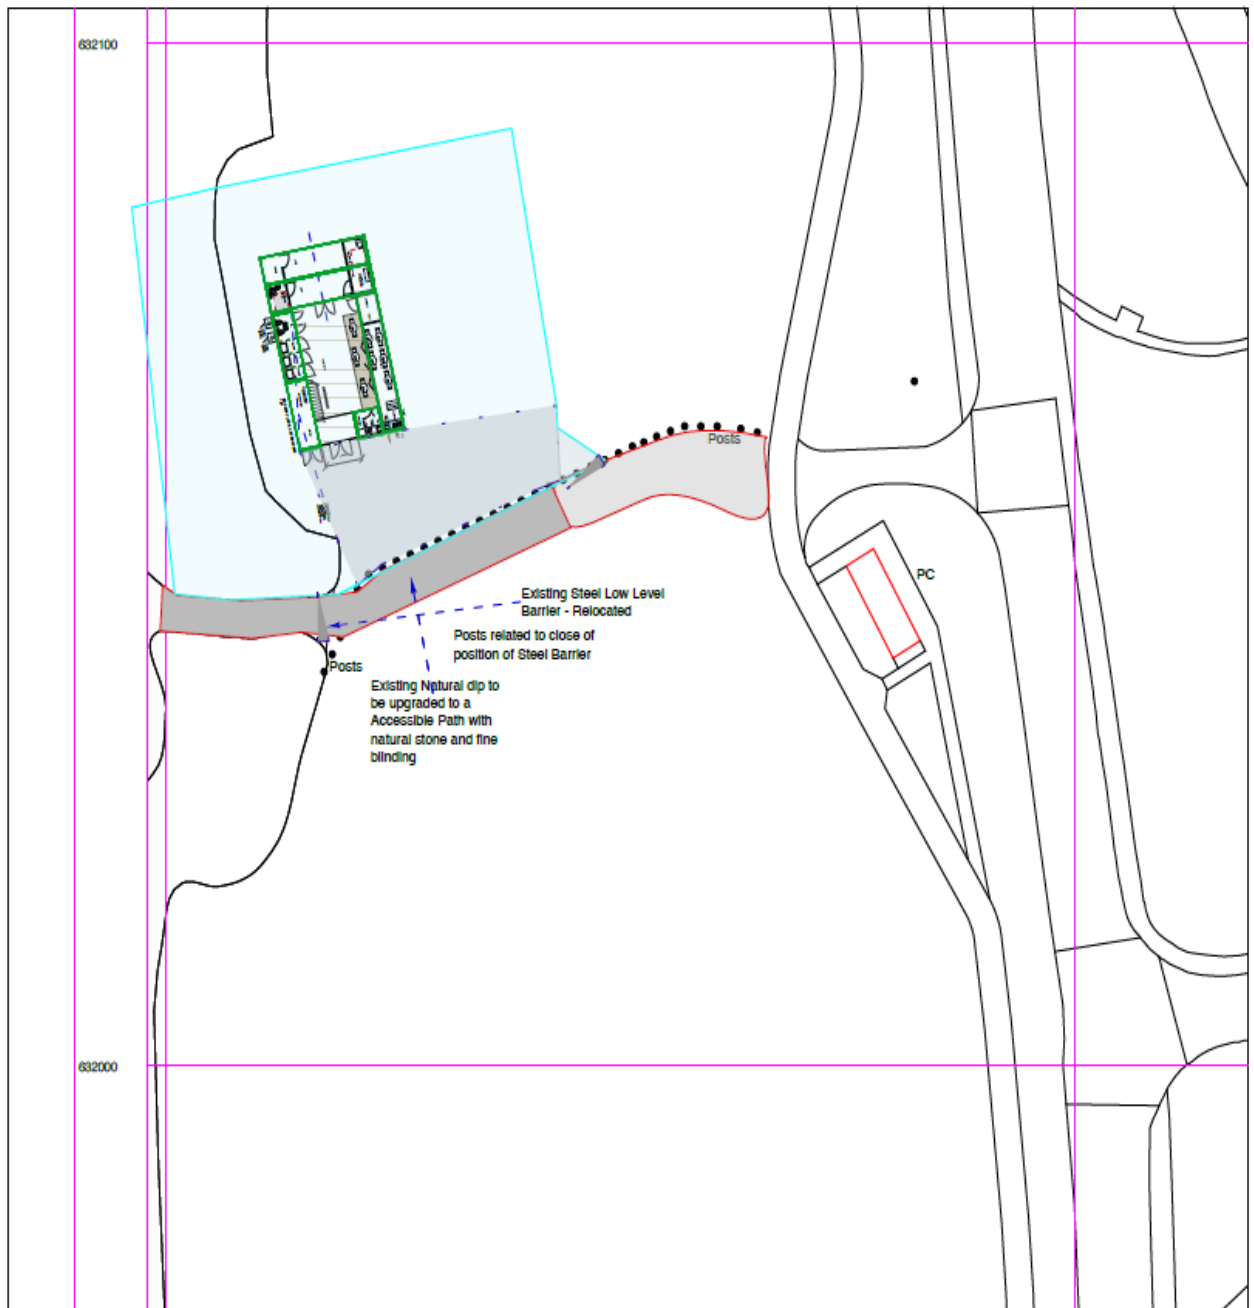 632100
Posts
PC
Existing Steel Low Level
Barrier - Relocated
Posts related to close of
position of Steel Barrier
Posts
Existing Natural dip to
be upgraded to a
Accessible Path with
natural stone and fine
blinding
632000